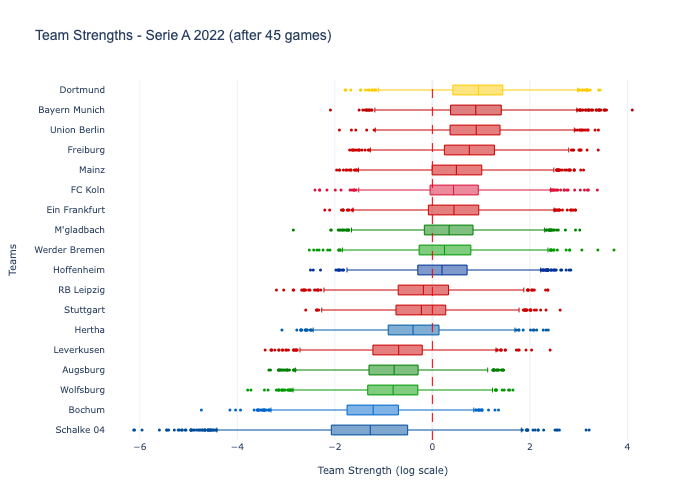 Team Strengths - Serie A 2022 (after 45 games)
Dortmund
Bayern Munich
Union Berlin
Freiburg
Mainz
FC Koln
Ein Frankfurt
M'gladbach
Werder Bremen
Hoffenheim
RB Leipzig
Stuttgart
Hertha
Leverkusen
Augsburg
Wolfsburg
Bochum
Schalke 04
Teams
−6 −4 −2 0 2 4
Team Strength (log scale)